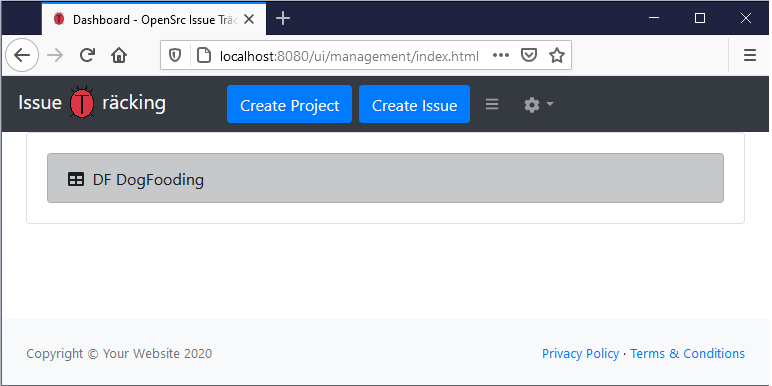 Dashboard - OpenSrc Issue Träc
localhost:8080/ui/management/index.html
Issue T räcking
Create Project
Create Issue
DF DogFooding
Copyright © Your Website 2020
Privacy Policy · Terms & Conditions